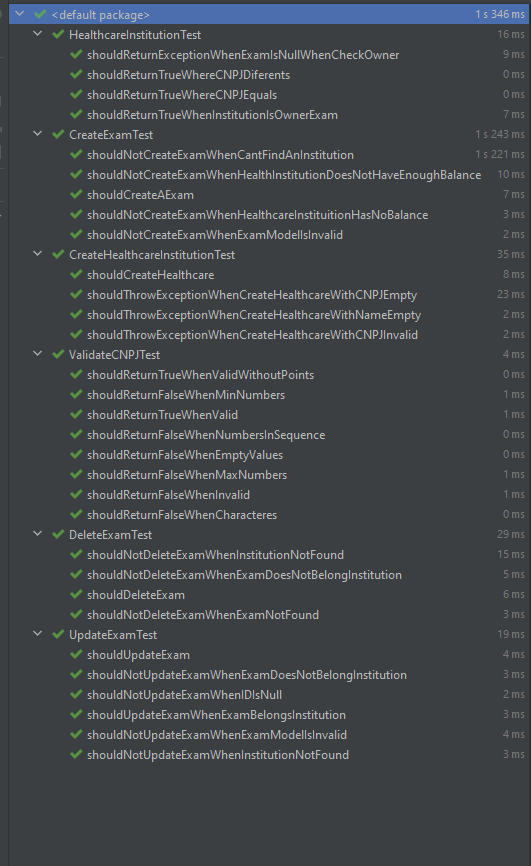 <default package> 1 s 346 ms
HealthcareInstitutionTest 16 ms
shouldReturnExceptionWhenExamIsNullWhenCheckOwner 9 ms
shouldReturnTrueWhereCNPJDiferents 0 ms
shouldReturnTrueWhereCNPJEquals 0 ms
shouldReturnTrueWhenInstitutionIsOwnerExam 7 ms
CreateExamTest 1 s 243 ms
shouldNotCreateExamWhenCantFindAnInstitution 1 s 221 ms
shouldNotCreateExamWhenHealthInstitutionDoesNotHaveEnoughBalance 10 ms
shouldCreateAExam 7 ms
shouldNotCreateExamWhenHealthcareInstituitionHasNoBalance 3 ms
shouldNotCreateExamWhenExamModelIsInvalid 2 ms
CreateHealthcareInstitutionTest 35 ms
shouldCreateHealthcare 8 ms
shouldThrowExceptionWhenCreateHealthcareWithCNPJEmpty 23 ms
shouldThrowExceptionWhenCreateHealthcareWithNameEmpty 2 ms
shouldThrowExceptionWhenCreateHealthcareWithCNPJInvalid 2 ms
ValidateCNPJTest 4 ms
shouldReturnTrueWhenValidWithoutPoints 0 ms
shouldReturnFalseWhenMinNumbers 1 ms
shouldReturnTrueWhenValid 1 ms
shouldReturnFalseWhenNumbersInSequence 0 ms
shouldReturnFalseWhenEmptyValues 0 ms
shouldReturnFalseWhenMaxNumbers 1 ms
shouldReturnFalseWhenInvalid 1 ms
shouldReturnFalseWhenCharacteres 0 ms
DeleteExamTest 29 ms
shouldNotDeleteExamWhenInstitutionNotFound 15 ms
shouldNotDeleteExamWhenExamDoesNotBelongInstitution 5 ms
shouldDeleteExam 6 ms
shouldNotDeleteExamWhenExamNotFound 3 ms
UpdateExamTest 19 ms
shouldUpdateExam 4 ms
shouldNotUpdateExamWhenExamDoesNotBelongInstitution 3 ms
shouldNotUpdateExamWhenIDIsNull 2 ms
shouldUpdateExamWhenExamBelongsInstitution 3 ms
shouldNotUpdateExamWhenExamModelIsInvalid 4 ms
shouldNotUpdateExamWhenInstitutionNotFound 3 ms